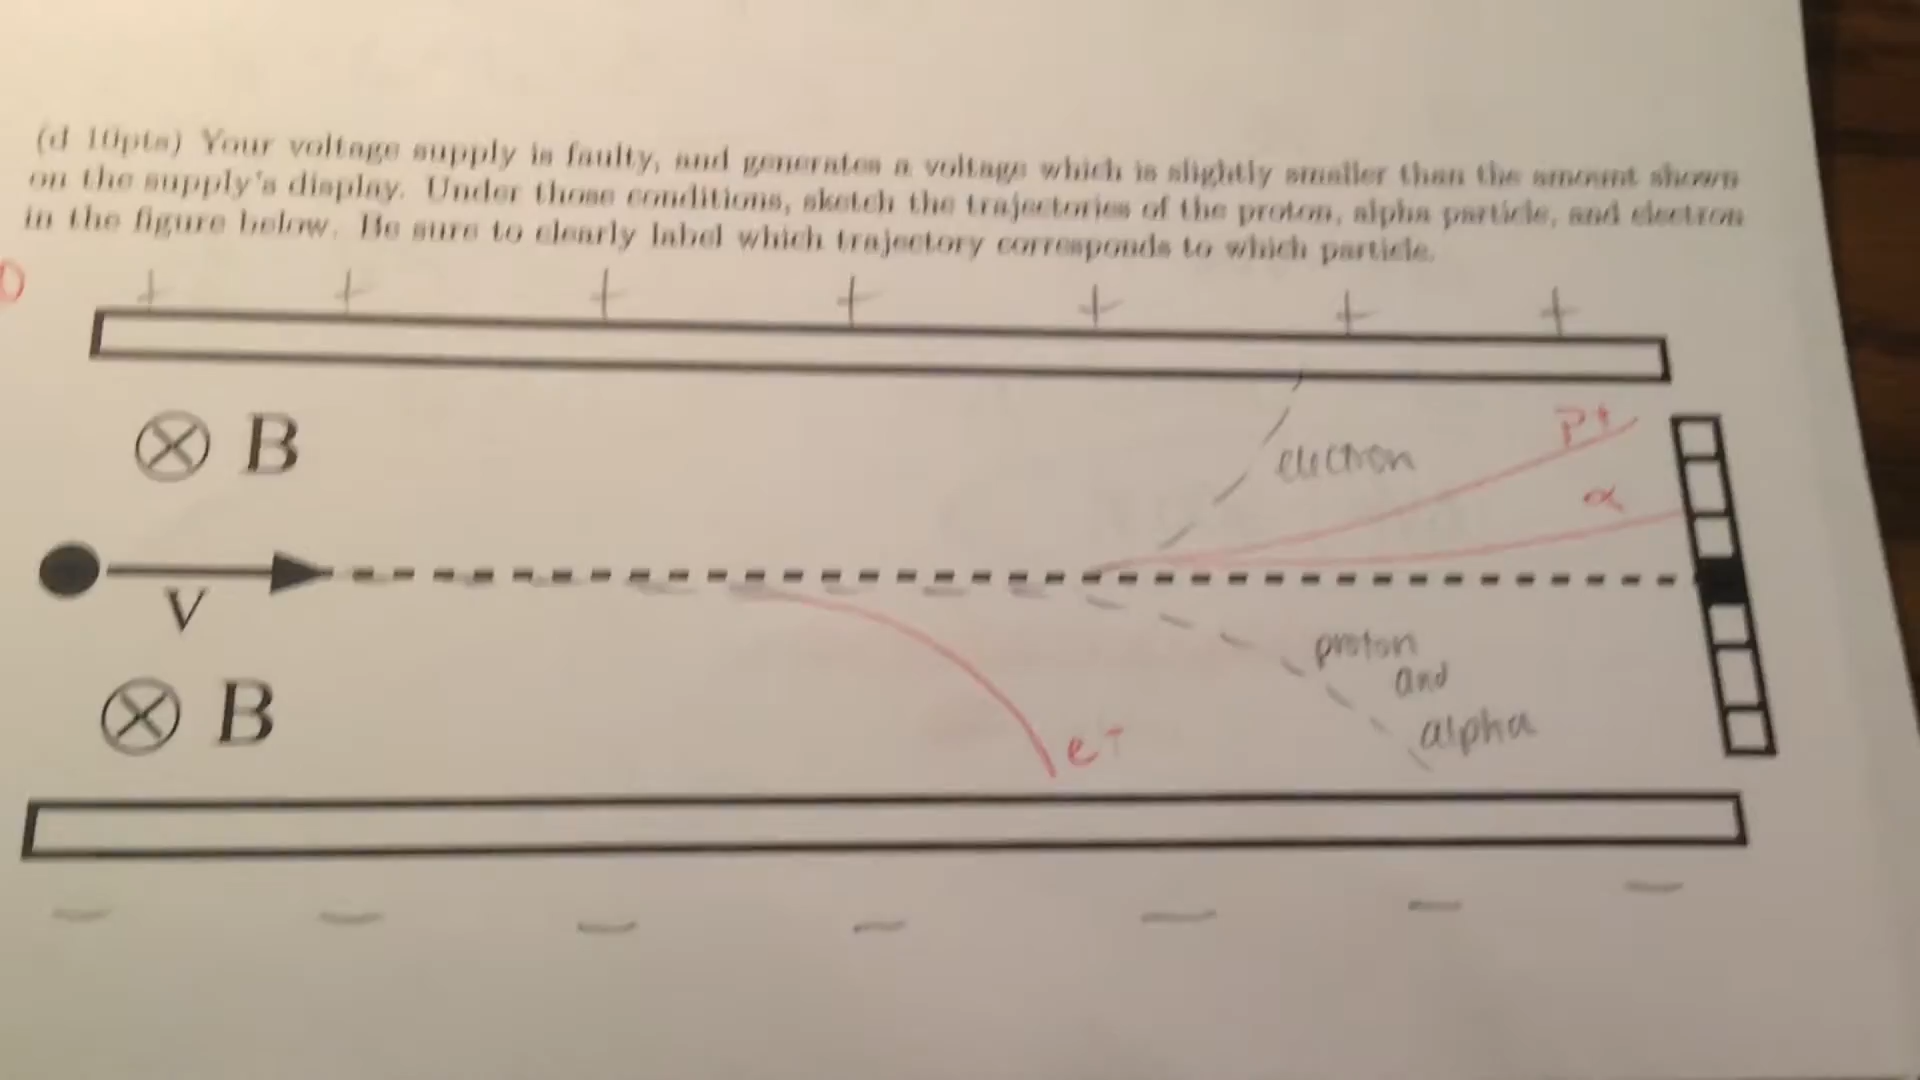 (d 10pts) Your voltage supply is faulty, and generates a voltage which is slightly smaller than the amount shown
on the supply's display. Under those conditions, sketch the trajectories of the proton, alpha particle, and electron
in the figure below. Be sure to clearly label which trajectory corresponds to which particle.
+ + + + + + +
⊗ B
electron
p+
α
V
proton
and
alpha
⊗ B
e-
− − − − − − −